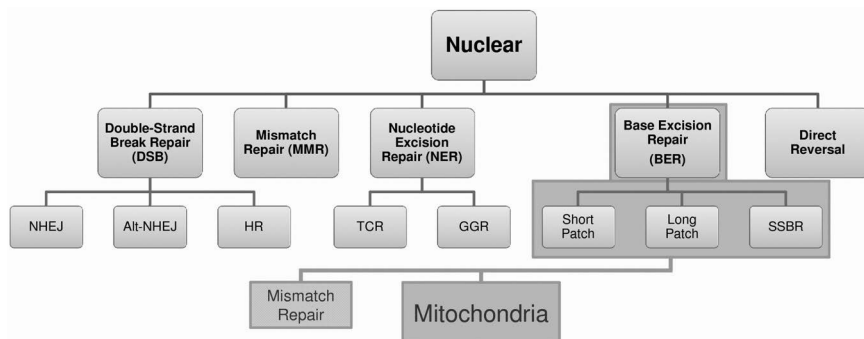 Nuclear
Double-Strand
Break Repair
(DSB)
Mismatch
Repair (MMR)
Nucleotide
Excision
Repair (NER)
Base Excision
Repair
(BER)
Direct
Reversal
NHEJ
Alt-NHEJ
HR
TCR
GGR
Short
Patch
Long
Patch
SSBR
Mismatch
Repair
Mitochondria